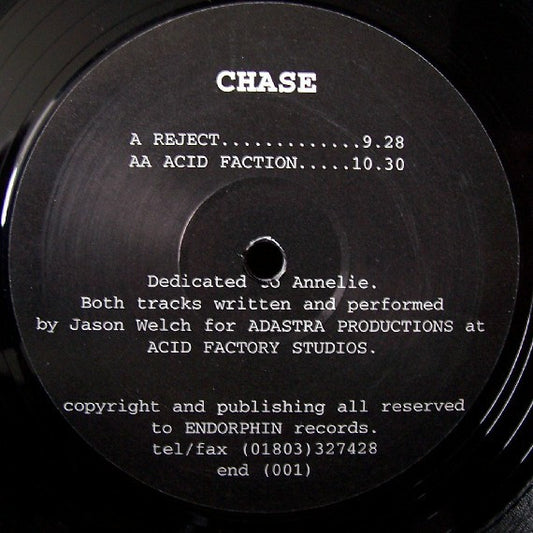 CHASE
A REJECT.............9.28
AA ACID FACTION.....10.30
Dedicated to Annelie.
Both tracks written and performed
by Jason Welch for ADASTRA PRODUCTIONS at
ACID FACTORY STUDIOS.
copyright and publishing all reserved
to ENDORPHIN records.
tel/fax (01803)327428
end (001)